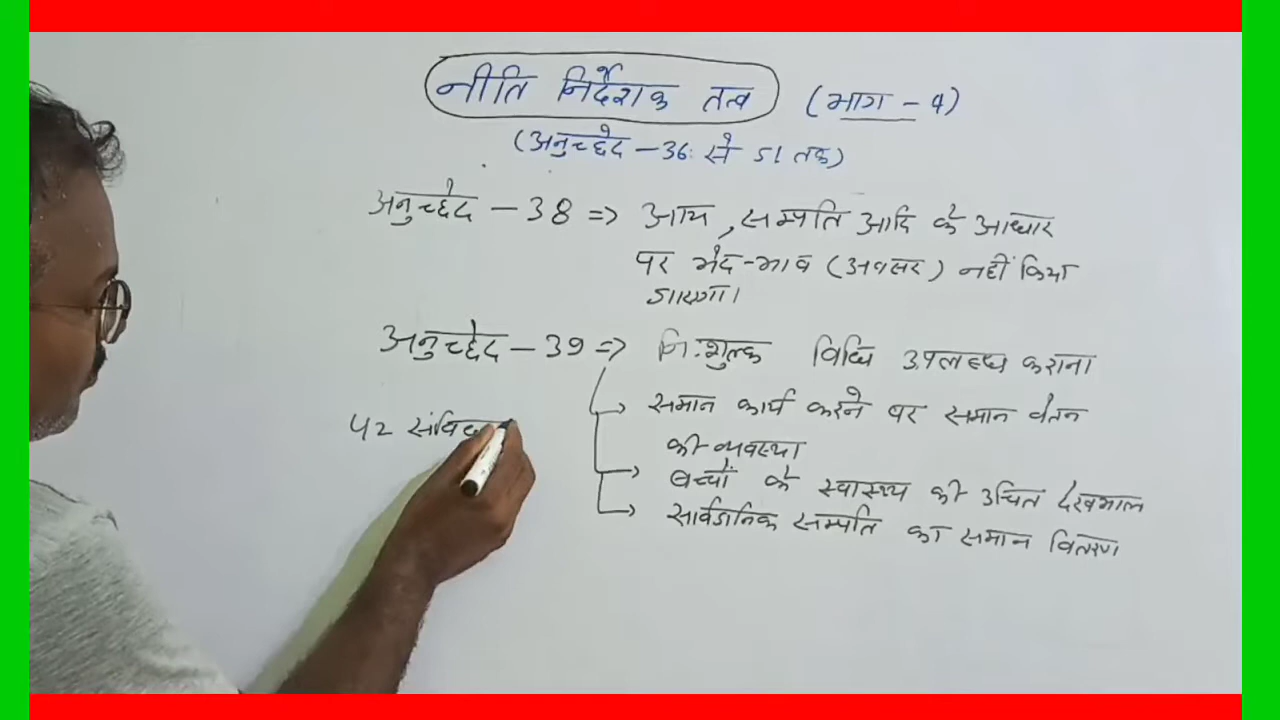 नीति निर्देशक तत्व (भाग - 4)
(अनुच्छेद - 36 से 51 तक)
अनुच्छेद - 38 => आय, सम्पति आदि के आधार
पर भेद-भाव (अवसर) नहीं किया
जाएगा।
अनुच्छेद - 39 => नि:शुल्क विधि उपलब्ध कराना
समान कार्य करने पर समान वेतन
की व्यवस्था
42 संविधा
बच्चों के स्वास्थ्य की उचित देखभाल
सार्वजनिक सम्पति का समान वितरण